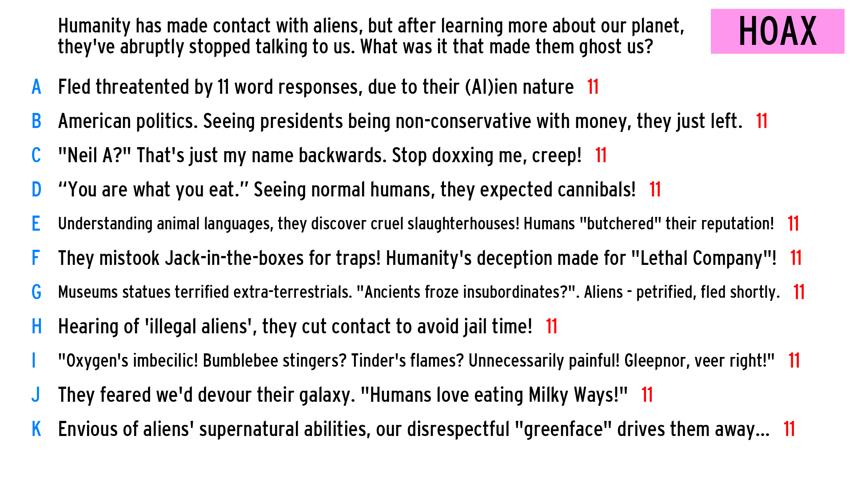 Humanity has made contact with aliens, but after learning more about our planet,
they've abruptly stopped talking to us. What was it that made them ghost us?
HOAX
A Fled threatented by 11 word responses, due to their (AI)ien nature 11
B American politics. Seeing presidents being non-conservative with money, they just left. 11
C "Neil A?" That's just my name backwards. Stop doxxing me, creep! 11
D “You are what you eat.” Seeing normal humans, they expected cannibals! 11
E Understanding animal languages, they discover cruel slaughterhouses! Humans "butchered" their reputation! 11
F They mistook Jack-in-the-boxes for traps! Humanity's deception made for "Lethal Company"! 11
G Museums statues terrified extra-terrestrials. "Ancients froze insubordinates?". Aliens - petrified, fled shortly. 11
H Hearing of 'illegal aliens', they cut contact to avoid jail time! 11
I "Oxygen's imbecilic! Bumblebee stingers? Tinder's flames? Unnecessarily painful! Gleepnor, veer right!" 11
J They feared we'd devour their galaxy. "Humans love eating Milky Ways!" 11
K Envious of aliens' supernatural abilities, our disrespectful "greenface" drives them away... 11